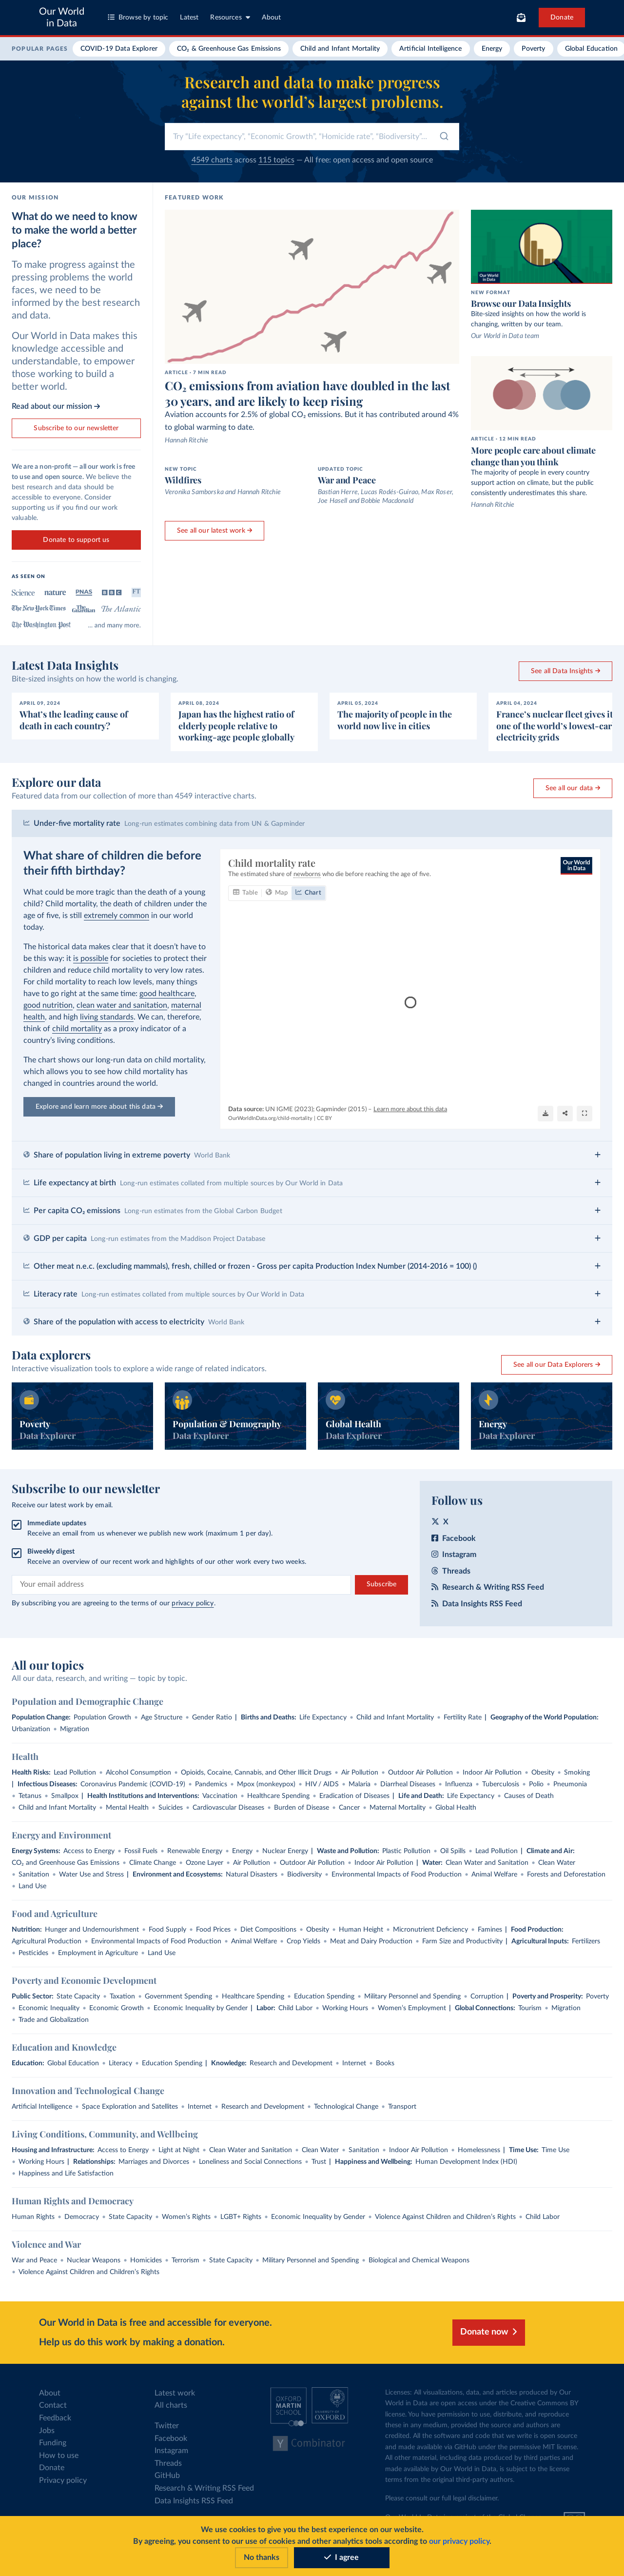 Our World
in Data
Browse by topic
Latest
Resources
About
Donate
POPULAR PAGES
COVID-19 Data Explorer
CO₂ & Greenhouse Gas Emissions
Child and Infant Mortality
Artificial Intelligence
Energy
Poverty
Global Education
Research and data to make progress
against the world's largest problems.
Try "Life expectancy", "Economic Growth", "Homicide rate", "Biodiversity"...
4549 charts across 115 topics — All free: open access and open source
OUR MISSION
What do we need to know
to make the world a better
place?
To make progress against the
pressing problems the world
faces, we need to be
informed by the best research
and data.
Our World in Data makes this
knowledge accessible and
understandable, to empower
those working to build a
better world.
Read about our mission →
Subscribe to our newsletter
We are a non-profit — all our work is free
to use and open source. We believe the
best research and data should be
accessible to everyone. Consider
supporting us if you find our work
valuable.
Donate to support us
AS SEEN ON
Science nature PNAS BBC FT
The New York Times The Guardian The Atlantic
The Washington Post ... and many more.
FEATURED WORK
ARTICLE · 7 MIN READ
CO₂ emissions from aviation have doubled in the last
30 years, and are likely to keep rising
Aviation accounts for 2.5% of global CO₂ emissions. But it has contributed around 4%
to global warming to date.
Hannah Ritchie
NEW TOPIC
Wildfires
Veronika Samborska and Hannah Ritchie
UPDATED TOPIC
War and Peace
Bastian Herre, Lucas Rodés-Guirao, Max Roser,
Joe Hasell and Bobbie Macdonald
See all our latest work →
Our World
in Data
NEW FORMAT
Browse our Data Insights
Bite-sized insights on how the world is
changing, written by our team.
Our World in Data team
ARTICLE · 12 MIN READ
More people care about climate
change than you think
The majority of people in every country
support action on climate, but the public
consistently underestimates this share.
Hannah Ritchie
Latest Data Insights
Bite-sized insights on how the world is changing.
See all Data Insights →
APRIL 09, 2024
What's the leading cause of
death in each country?
APRIL 08, 2024
Japan has the highest ratio of
elderly people relative to
working-age people globally
APRIL 05, 2024
The majority of people in the
world now live in cities
APRIL 04, 2024
France's nuclear fleet gives it
one of the world's lowest-car
electricity grids
Explore our data
Featured data from our collection of more than 4549 interactive charts.
See all our data →
Under-five mortality rate Long-run estimates combining data from UN & Gapminder
What share of children die before
their fifth birthday?
What could be more tragic than the death of a young
child? Child mortality, the death of children under the
age of five, is still extremely common in our world
today.
The historical data makes clear that it doesn't have to
be this way: it is possible for societies to protect their
children and reduce child mortality to very low rates.
For child mortality to reach low levels, many things
have to go right at the same time: good healthcare,
good nutrition, clean water and sanitation, maternal
health, and high living standards. We can, therefore,
think of child mortality as a proxy indicator of a
country's living conditions.
The chart shows our long-run data on child mortality,
which allows you to see how child mortality has
changed in countries around the world.
Explore and learn more about this data →
Child mortality rate
The estimated share of newborns who die before reaching the age of five.
Our World
in Data
Table
Map
Chart
Data source: UN IGME (2023); Gapminder (2015) – Learn more about this data
OurWorldInData.org/child-mortality | CC BY
Share of population living in extreme poverty World Bank +
Life expectancy at birth Long-run estimates collated from multiple sources by Our World in Data +
Per capita CO₂ emissions Long-run estimates from the Global Carbon Budget +
GDP per capita Long-run estimates from the Maddison Project Database +
Other meat n.e.c. (excluding mammals), fresh, chilled or frozen - Gross per capita Production Index Number (2014-2016 = 100) () +
Literacy rate Long-run estimates collated from multiple sources by Our World in Data +
Share of the population with access to electricity World Bank +
Data explorers
Interactive visualization tools to explore a wide range of related indicators.
See all our Data Explorers →
Poverty
Data Explorer
Population & Demography
Data Explorer
Global Health
Data Explorer
Energy
Data Explorer
Subscribe to our newsletter
Receive our latest work by email.
Immediate updates
Receive an email from us whenever we publish new work (maximum 1 per day).
Biweekly digest
Receive an overview of our recent work and highlights of our other work every two weeks.
Your email address
Subscribe
By subscribing you are agreeing to the terms of our privacy policy.
Follow us
X
Facebook
Instagram
Threads
Research & Writing RSS Feed
Data Insights RSS Feed
All our topics
All our data, research, and writing — topic by topic.
Population and Demographic Change
Population Change: Population Growth • Age Structure • Gender Ratio | Births and Deaths: Life Expectancy • Child and Infant Mortality • Fertility Rate | Geography of the World Population:
Urbanization • Migration
Health
Health Risks: Lead Pollution • Alcohol Consumption • Opioids, Cocaine, Cannabis, and Other Illicit Drugs • Air Pollution • Outdoor Air Pollution • Indoor Air Pollution • Obesity • Smoking
| Infectious Diseases: Coronavirus Pandemic (COVID-19) • Pandemics • Mpox (monkeypox) • HIV / AIDS • Malaria • Diarrheal Diseases • Influenza • Tuberculosis • Polio • Pneumonia
• Tetanus • Smallpox | Health Institutions and Interventions: Vaccination • Healthcare Spending • Eradication of Diseases | Life and Death: Life Expectancy • Causes of Death
• Child and Infant Mortality • Mental Health • Suicides • Cardiovascular Diseases • Burden of Disease • Cancer • Maternal Mortality • Global Health
Energy and Environment
Energy Systems: Access to Energy • Fossil Fuels • Renewable Energy • Energy • Nuclear Energy | Waste and Pollution: Plastic Pollution • Oil Spills • Lead Pollution | Climate and Air:
CO₂ and Greenhouse Gas Emissions • Climate Change • Ozone Layer • Air Pollution • Outdoor Air Pollution • Indoor Air Pollution | Water: Clean Water and Sanitation • Clean Water
• Sanitation • Water Use and Stress | Environment and Ecosystems: Natural Disasters • Biodiversity • Environmental Impacts of Food Production • Animal Welfare • Forests and Deforestation
• Land Use
Food and Agriculture
Nutrition: Hunger and Undernourishment • Food Supply • Food Prices • Diet Compositions • Obesity • Human Height • Micronutrient Deficiency • Famines | Food Production:
Agricultural Production • Environmental Impacts of Food Production • Animal Welfare • Crop Yields • Meat and Dairy Production • Farm Size and Productivity | Agricultural Inputs: Fertilizers
• Pesticides • Employment in Agriculture • Land Use
Poverty and Economic Development
Public Sector: State Capacity • Taxation • Government Spending • Healthcare Spending • Education Spending • Military Personnel and Spending • Corruption | Poverty and Prosperity: Poverty
• Economic Inequality • Economic Growth • Economic Inequality by Gender | Labor: Child Labor • Working Hours • Women's Employment | Global Connections: Tourism • Migration
• Trade and Globalization
Education and Knowledge
Education: Global Education • Literacy • Education Spending | Knowledge: Research and Development • Internet • Books
Innovation and Technological Change
Artificial Intelligence • Space Exploration and Satellites • Internet • Research and Development • Technological Change • Transport
Living Conditions, Community, and Wellbeing
Housing and Infrastructure: Access to Energy • Light at Night • Clean Water and Sanitation • Clean Water • Sanitation • Indoor Air Pollution • Homelessness | Time Use: Time Use
• Working Hours | Relationships: Marriages and Divorces • Loneliness and Social Connections • Trust | Happiness and Wellbeing: Human Development Index (HDI)
• Happiness and Life Satisfaction
Human Rights and Democracy
Human Rights • Democracy • State Capacity • Women's Rights • LGBT+ Rights • Economic Inequality by Gender • Violence Against Children and Children's Rights • Child Labor
Violence and War
War and Peace • Nuclear Weapons • Homicides • Terrorism • State Capacity • Military Personnel and Spending • Biological and Chemical Weapons
• Violence Against Children and Children's Rights
Our World in Data is free and accessible for everyone.
Help us do this work by making a donation.
Donate now
About
Contact
Feedback
Jobs
Funding
How to use
Donate
Privacy policy
Latest work
All charts
Twitter
Facebook
Instagram
Threads
GitHub
Research & Writing RSS Feed
Data Insights RSS Feed
OXFORD
MARTIN
SCHOOL
UNIVERSITY OF
OXFORD
Y Combinator
Licenses: All visualizations, data, and articles produced by Our
World in Data are open access under the Creative Commons BY
license. You have permission to use, distribute, and reproduce
these in any medium, provided the source and authors are
credited. All the software and code that we write is open source
and made available via GitHub under the permissive MIT license.
All other material, including data produced by third parties and
made available by Our World in Data, is subject to the license
terms from the original third-party authors.
Please consult our full legal disclaimer.
We use cookies to give you the best experience on our website.
By agreeing, you consent to our use of cookies and other analytics tools according to our privacy policy.
No thanks
I agree